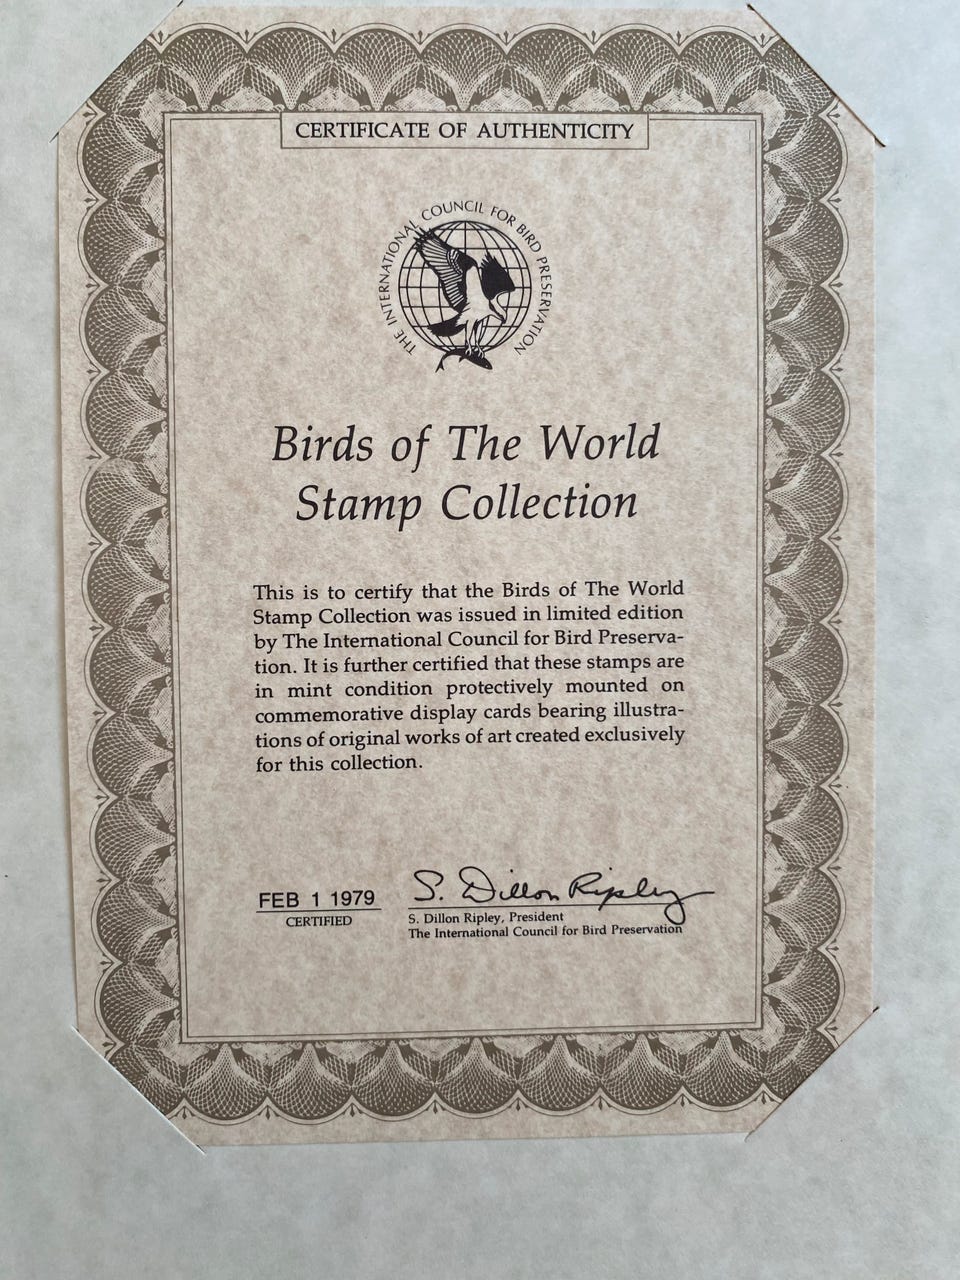 CERTIFICATE OF AUTHENTICITY
THE INTERNATIONAL COUNCIL FOR BIRD PRESERVATION
Birds of The World
Stamp Collection
This is to certify that the Birds of The World
Stamp Collection was issued in limited edition
by The International Council for Bird Preserva-
tion. It is further certified that these stamps are
in mint condition protectively mounted on
commemorative display cards bearing illustra-
tions of original works of art created exclusively
for this collection.
FEB 1 1979
CERTIFIED
S. Dillon Ripley
S. Dillon Ripley, President
The International Council for Bird Preservation